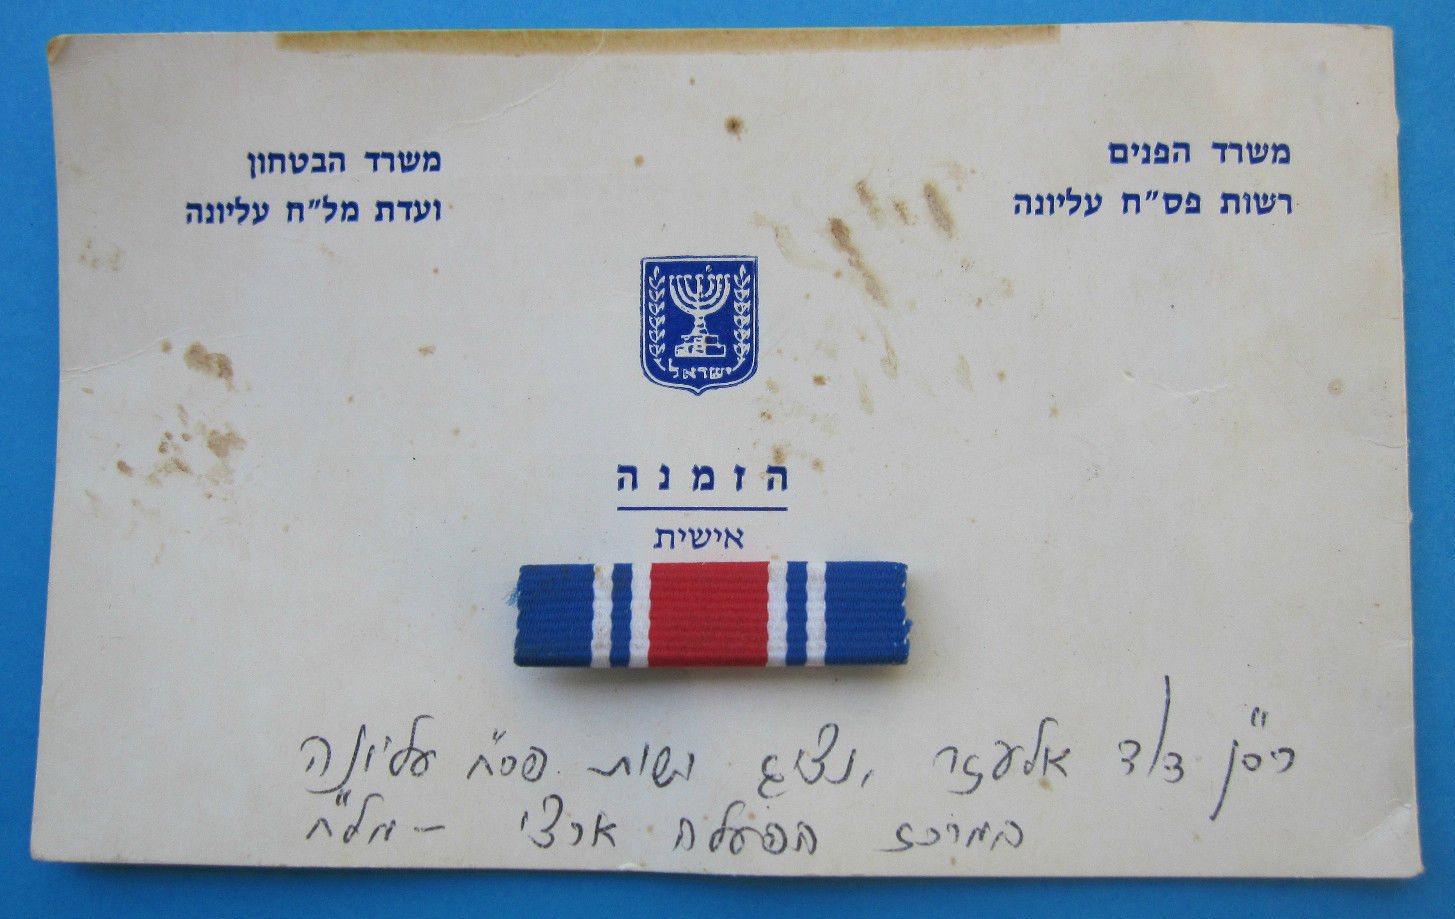 משרד הפנים
רשות פס״ח עליונה
משרד הבטחון
ועדת מל״ח עליונה
ישראל
הזמנה
אישית
רס״ן דוד אלעזר, נציג רשות פס״ח עליונה
במרכז הפעלה ארצי – מל״ח